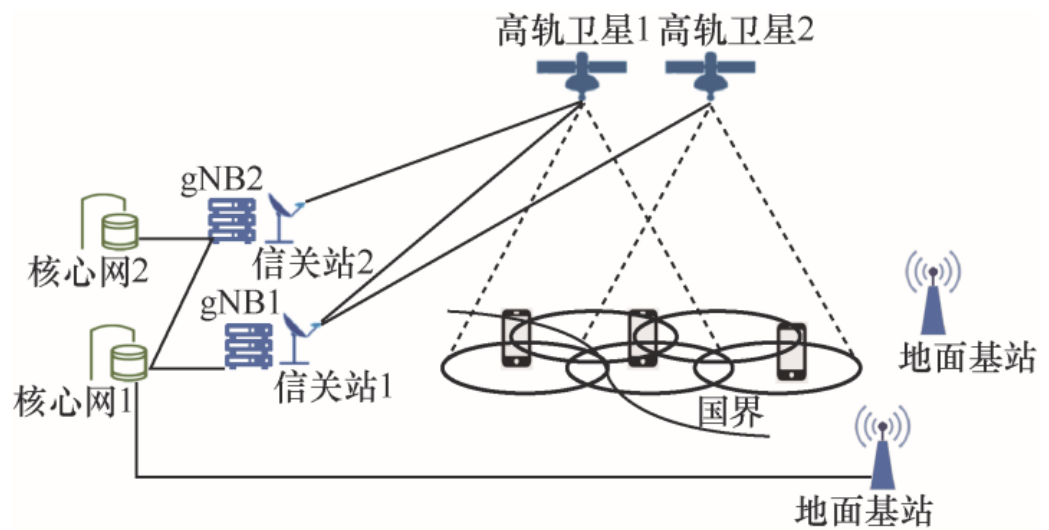 高轨卫星1 高轨卫星2
gNB2
信关站2
核心网2
gNB1
信关站1
核心网1
国界
地面基站
地面基站